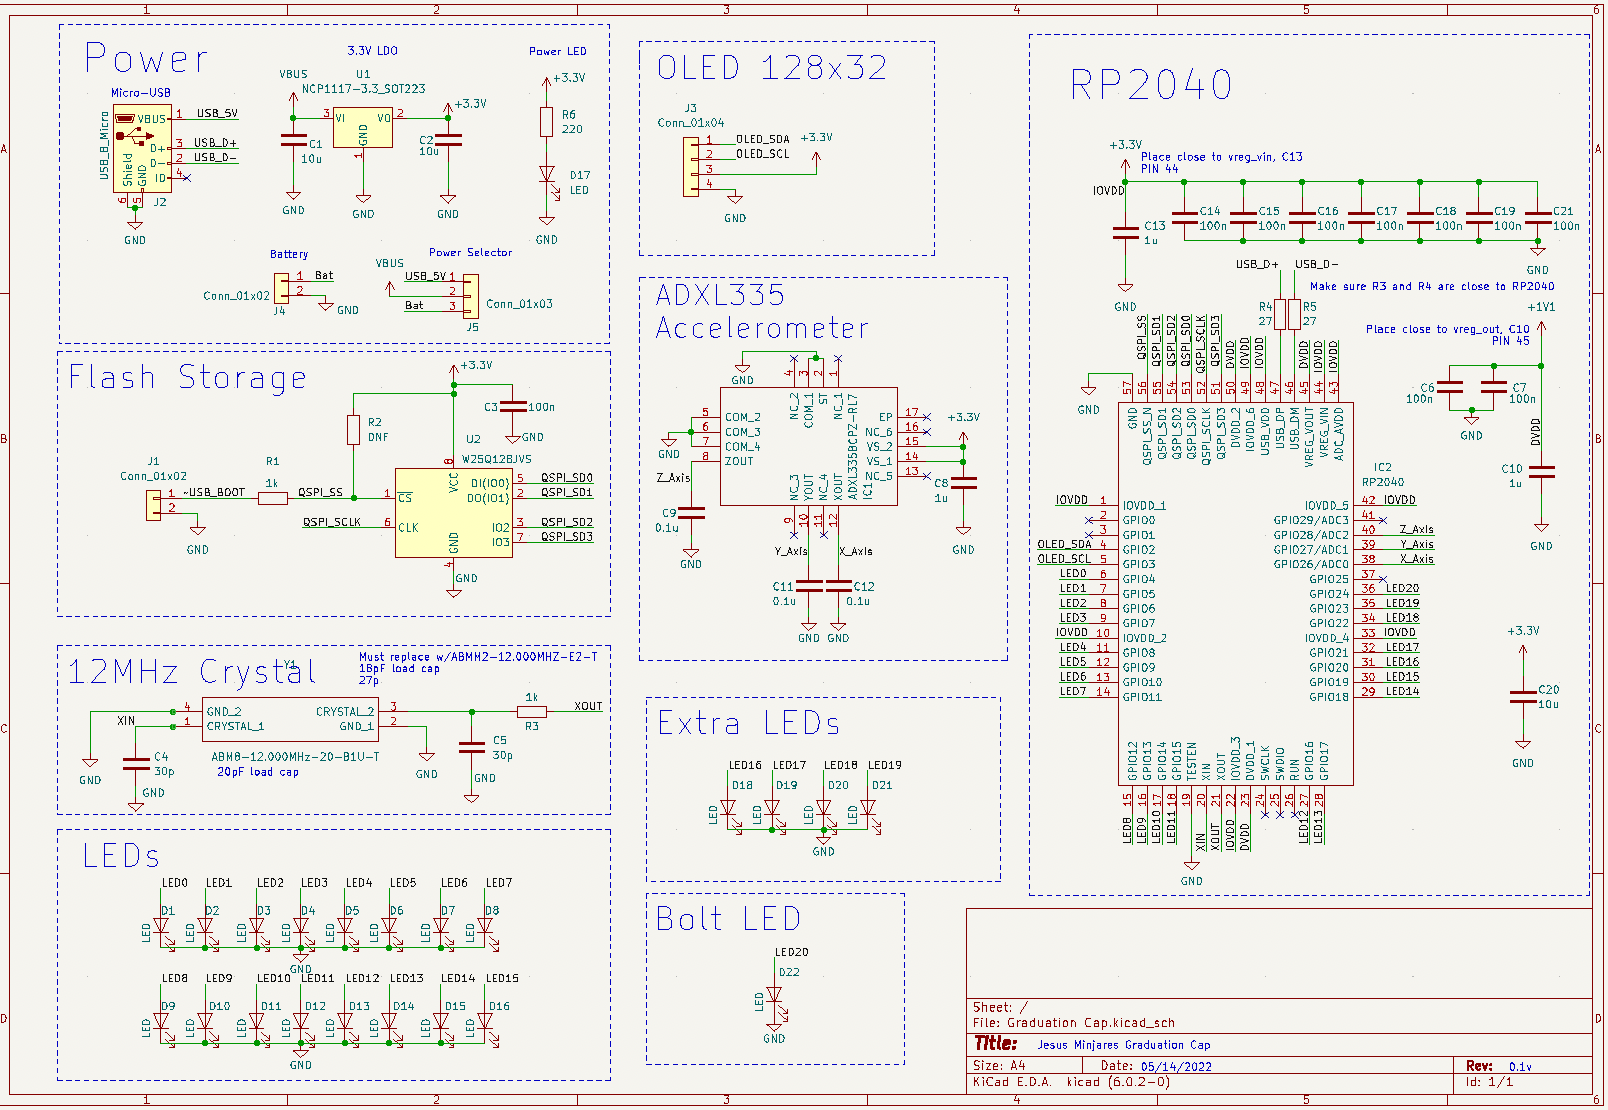 1 2 3 4 5 6
A
B
C
D
Power
3.3V LDO
Power LED
Micro-USB
USB_B_Micro
VBUS 1 USB_5V
D+ 3 USB_D+
D- 2 USB_D-
ID 4
Shield
GND
6 5
J2
GND
VBUS
U1
NCP1117-3.3_SOT223
3 VI VO 2
GND
1
C1
10u
GND
GND
+3.3V
C2
10u
GND
+3.3V
R6
220
D17
LED
GND
Battery
Conn_01x02
1 Bat
2
J4
GND
Power Selector
VBUS
USB_5V 1
2
Bat 3
Conn_01x03
J5
Flash Storage
+3.3V
C3 100n
GND
R2
DNF
U2
W25Q128JVS
J1
Conn_01x02
1 ~USB_BOOT
2
GND
R1
1k
QSPI_SS 1 CS
QSPI_SCLK 6 CLK
8
VCC
DI(IO0) 5 QSPI_SD0
DO(IO1) 2 QSPI_SD1
IO2 3 QSPI_SD2
IO3 7 QSPI_SD3
GND
4
GND
12MHz Crystal
Y1
Must replace w/ABMH2-12.000MHZ-E2-T
18pF load cap
27p
XIN
4 GND_2
1 CRYSTAL_1
CRYSTAL_2 3
GND_1 2
1k
R3
XOUT
ABM8-12.000MHz-20-B1U-T
20pF load cap
GND
C4
30p
GND
GND
C5
30p
GND
LEDs
LED0 LED1 LED2 LED3 LED4 LED5 LED6 LED7
D1 D2 D3 D4 D5 D6 D7 D8
LED LED LED LED LED LED LED LED
GND
LED8 LED9 LED10 LED11 LED12 LED13 LED14 LED15
D9 D10 D11 D12 D13 D14 D15 D16
LED LED LED LED LED LED LED LED
GND
OLED 128x32
J3
Conn_01x04
1 OLED_SDA
2 OLED_SCL
3
4
+3.3V
GND
ADXL335
Accelerometer
GND
4 3 2 1
NC_2 COM_1 ST NC_1
ADXL335BCPZ-RL7
IC1
5 COM_2
6 COM_3
7 COM_4
8 ZOUT
EP 17
NC_6 16
VS_2 15
VS_1 14
NC_5 13
NC_3 YOUT NC_4 XOUT
9 10 11 12
GND
Z_Axis
C9
0.1u
GND
+3.3V
C8
1u
GND
Y_Axis X_Axis
C11
0.1u
C12
0.1u
GND GND
Extra LEDs
LED16 LED17 LED18 LED19
D18 D19 D20 D21
LED LED LED LED
GND
Bolt LED
LED20
D22
LED
GND
RP2040
+3.3V
Place close to vreg_vin, C13
PIN 44
IOVDD
C13
1u
GND
C14 C15 C16 C17 C18 C19 C21
100n 100n 100n 100n 100n 100n 100n
GND
USB_D+ USB_D-
Make sure R3 and R4 are close to RP2040
R4
27
R5
27
+1V1
Place close to vreg_out, C10
PIN 45
C6
100n
C7
100n
GND
DVDD
C10
1u
GND
GND
QSPI_SS QSPI_SD1 QSPI_SD2 QSPI_SD0 QSPI_SCLK QSPI_SD3 DVDD IOVDD IOVDD DVDD IOVDD IOVDD
57 56 55 54 53 52 51 50 49 48 47 46 45 44 43
GND QSPI_SS_N QSPI_SD1 QSPI_SD2 QSPI_SD0 QSPI_SCLK QSPI_SD3 DVDD_2 IOVDD_6 USB_VDD USB_DP USB_DM VREG_VOUT VREG_VIN ADC_AVDD
IC2
RP2040
IOVDD 1 IOVDD_1
2 GPIO0
3 GPIO1
OLED_SDA 4 GPIO2
OLED_SCL 5 GPIO3
LED0 6 GPIO4
LED1 7 GPIO5
LED2 8 GPIO6
LED3 9 GPIO7
IOVDD 10 IOVDD_2
LED4 11 GPIO8
LED5 12 GPIO9
LED6 13 GPIO10
LED7 14 GPIO11
IOVDD_5 42 IOVDD
GPIO29/ADC3 41
GPIO28/ADC2 40 Z_Axis
GPIO27/ADC1 39 Y_Axis
GPIO26/ADC0 38 X_Axis
GPIO25 37
GPIO24 36 LED20
GPIO23 35 LED19
GPIO22 34 LED18
IOVDD_4 33 IOVDD
GPIO21 32 LED17
GPIO20 31 LED16
GPIO19 30 LED15
GPIO18 29 LED14
GPIO12 GPIO13 GPIO14 GPIO15 TESTEN XIN XOUT IOVDD_3 DVDD_1 SWCLK SWDIO RUN GPIO16 GPIO17
15 16 17 18 19 20 21 22 23 24 25 26 27 28
LED8 LED9 LED10 LED11 XIN XOUT IOVDD DVDD LED12 LED13
GND
+3.3V
C20
10u
GND
Sheet: /
File: Graduation Cap.kicad_sch
Title: Jesus Minjares Graduation Cap
Size: A4 Date: 05/14/2022 Rev: 0.1v
KiCad E.D.A. kicad (6.0.2-0) Id: 1/1
A
B
C
D
1 2 3 4 5 6